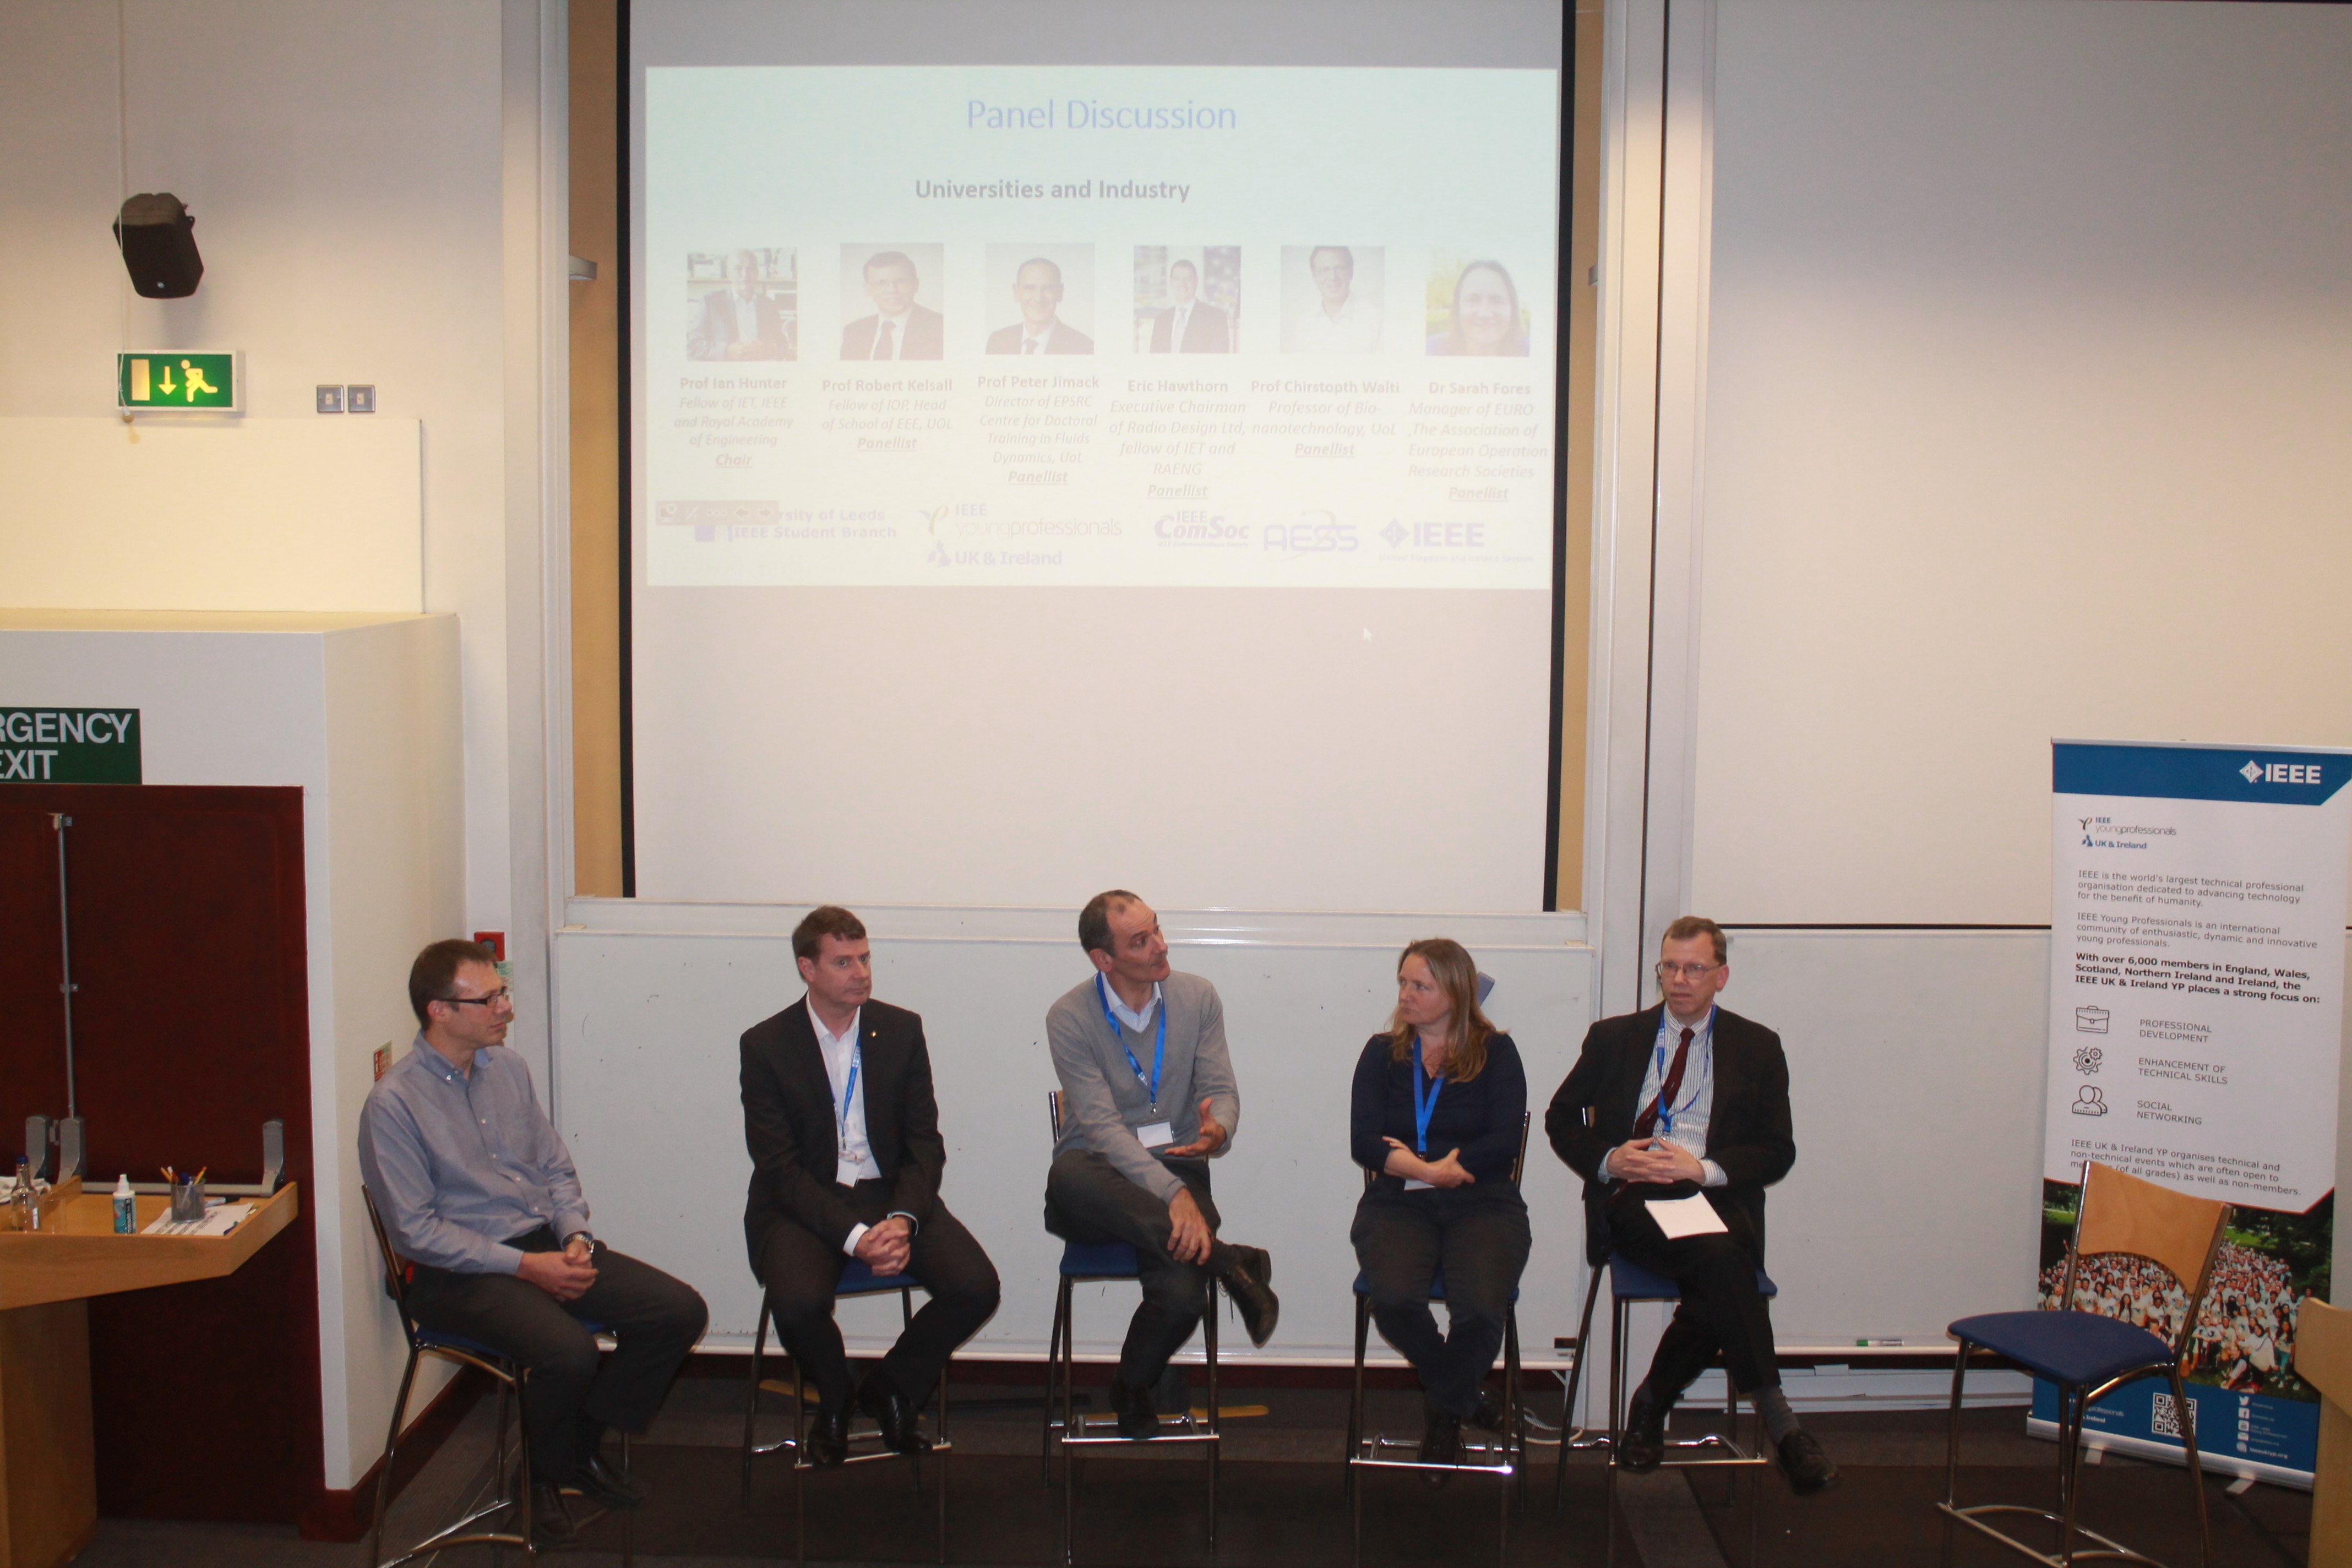 Panel Discussion
Universities and Industry
Prof Ian Hunter
Fellow of IET, IEEE
and Royal Academy
of Engineering
Chair
Prof Robert Kelsall
Fellow of IOP, Head
of School of EEE, UOL
Panellist
Prof Peter Jimack
Director of EPSRC
Centre for Doctoral
Training in Fluids
Dynamics, UoL
Panellist
Eric Hawthorn
Executive Chairman
of Radio Design Ltd,
fellow of IET and
RAENG
Panellist
Prof Chirstopth Walti
Professor of Bio-
nanotechnology, UoL
Panellist
Dr Sarah Fores
Manager of EURO
,The Association of
European Operation
Research Societies
Panellist
rsity of Leeds
IEEE Student Branch
IEEE
youngprofessionals
UK & Ireland
IEEE
ComSoc
AESS
IEEE
RGENCY
EXIT
IEEE
IEEE
youngprofessionals
UK & Ireland
IEEE is the world's largest technical professional
organisation dedicated to advancing technology
for the benefit of humanity.
IEEE Young Professionals is an international
community of enthusiastic, dynamic and innovative
young professionals.
With over 6,000 members in England, Wales,
Scotland, Northern Ireland and Ireland, the
IEEE UK & Ireland YP places a strong focus on:
PROFESSIONAL
DEVELOPMENT
ENHANCEMENT OF
TECHNICAL SKILLS
SOCIAL
NETWORKING
IEEE UK & Ireland YP organises technical and
non-technical events which are often open to
(of all grades) as well as non-members.